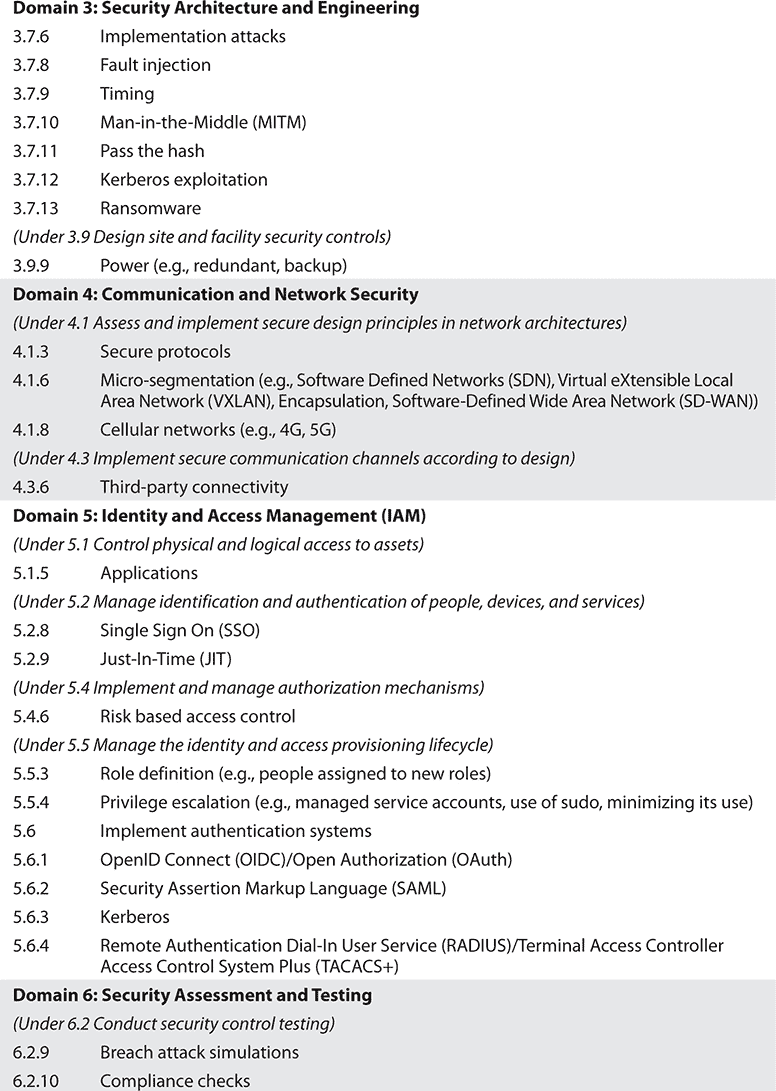 Domain 3: Security Architecture and Engineering
3.7.6 Implementation attacks
3.7.8 Fault injection
3.7.9 Timing
3.7.10 Man-in-the-Middle (MITM)
3.7.11 Pass the hash
3.7.12 Kerberos exploitation
3.7.13 Ransomware
(Under 3.9 Design site and facility security controls)
3.9.9 Power (e.g., redundant, backup)
Domain 4: Communication and Network Security
(Under 4.1 Assess and implement secure design principles in network architectures)
4.1.3 Secure protocols
4.1.6 Micro-segmentation (e.g., Software Defined Networks (SDN), Virtual eXtensible Local
Area Network (VXLAN), Encapsulation, Software-Defined Wide Area Network (SD-WAN))
4.1.8 Cellular networks (e.g., 4G, 5G)
(Under 4.3 Implement secure communication channels according to design)
4.3.6 Third-party connectivity
Domain 5: Identity and Access Management (IAM)
(Under 5.1 Control physical and logical access to assets)
5.1.5 Applications
(Under 5.2 Manage identification and authentication of people, devices, and services)
5.2.8 Single Sign On (SSO)
5.2.9 Just-In-Time (JIT)
(Under 5.4 Implement and manage authorization mechanisms)
5.4.6 Risk based access control
(Under 5.5 Manage the identity and access provisioning lifecycle)
5.5.3 Role definition (e.g., people assigned to new roles)
5.5.4 Privilege escalation (e.g., managed service accounts, use of sudo, minimizing its use)
5.6 Implement authentication systems
5.6.1 OpenID Connect (OIDC)/Open Authorization (OAuth)
5.6.2 Security Assertion Markup Language (SAML)
5.6.3 Kerberos
5.6.4 Remote Authentication Dial-In User Service (RADIUS)/Terminal Access Controller
Access Control System Plus (TACACS+)
Domain 6: Security Assessment and Testing
(Under 6.2 Conduct security control testing)
6.2.9 Breach attack simulations
6.2.10 Compliance checks